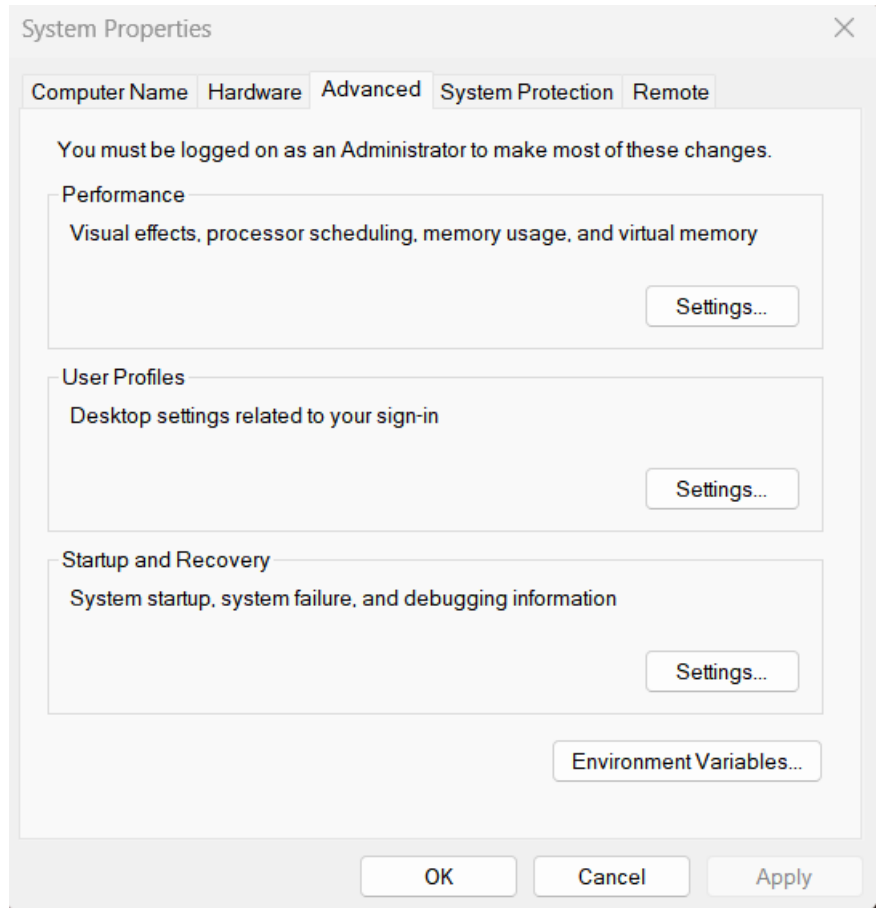 System Properties
Computer Name Hardware Advanced System Protection Remote
You must be logged on as an Administrator to make most of these changes.
Performance
Visual effects, processor scheduling, memory usage, and virtual memory
Settings...
User Profiles
Desktop settings related to your sign-in
Settings...
Startup and Recovery
System startup, system failure, and debugging information
Settings...
Environment Variables...
OK Cancel Apply